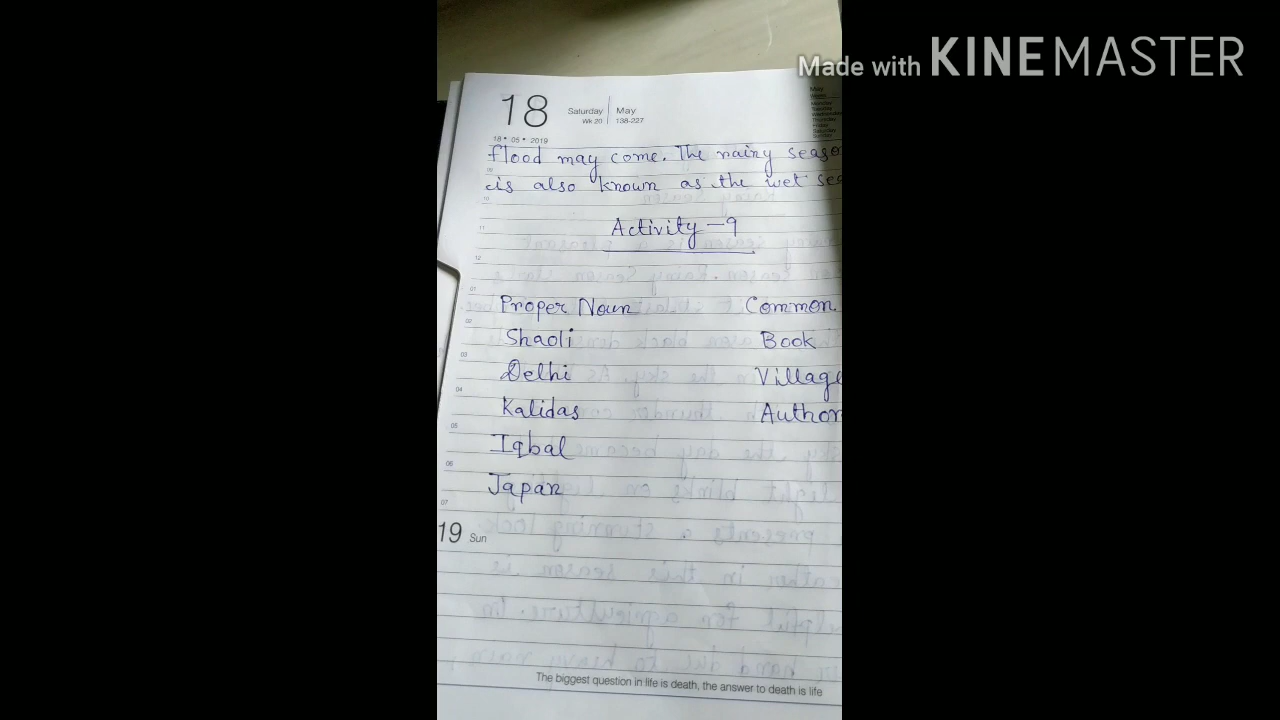 Made with KINEMASTER
18 Saturday May
Wk 20 138-227
18 • 05 • 2019
flood may come. The rainy seaso
is also known as the wet sea
Activity - 9
Proper Noun Common
Shaoli Book
Delhi Village
Kalidas Author
Iqbal
Japan
19 Sun
The biggest question in life is death, the answer to death is life